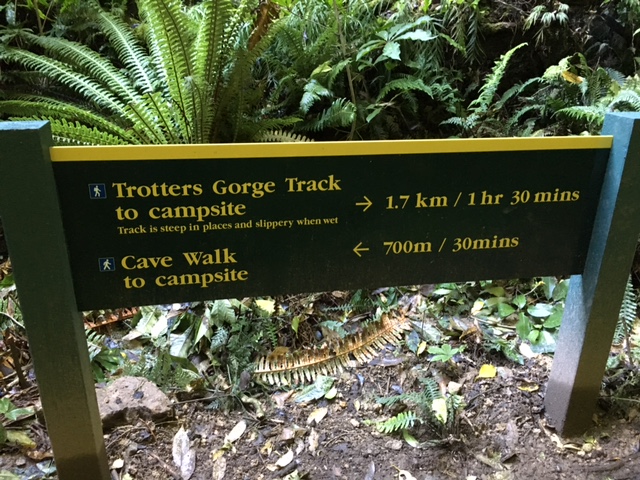 Trotters Gorge Track
to campsite → 1.7 km / 1 hr 30 mins
Track is steep in places and slippery when wet
Cave Walk ← 700m / 30mins
to campsite